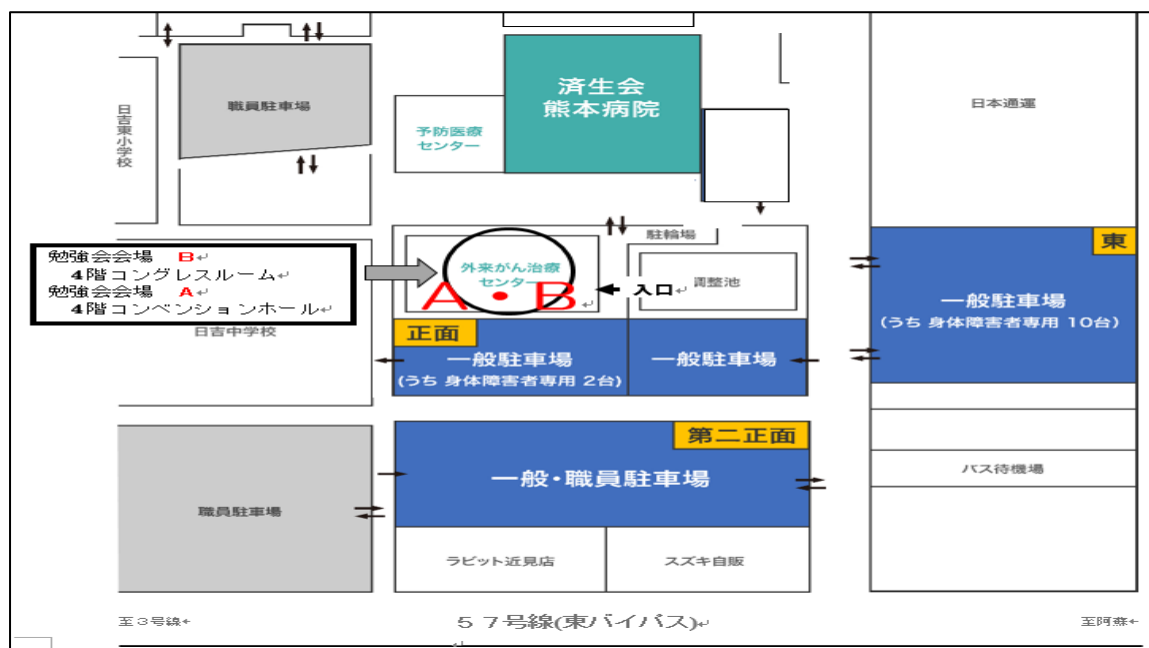 職員駐車場
日吉東小学校
予防医療
センター
済生会
熊本病院
日本通運
勉強会会場 B
4階コングレスルーム
勉強会会場 A
4階コンベンションホール
日吉中学校
外来がん治療
センター
A・B
入口
駐輪場
調整池
東
一般駐車場
(うち 身体障害者専用 10台)
正面
一般駐車場
(うち 身体障害者専用 2台)
一般駐車場
第二正面
一般・職員駐車場
バス待機場
職員駐車場
ラビット近見店
スズキ自販
至3号線
57号線(東バイパス)
至阿蘇